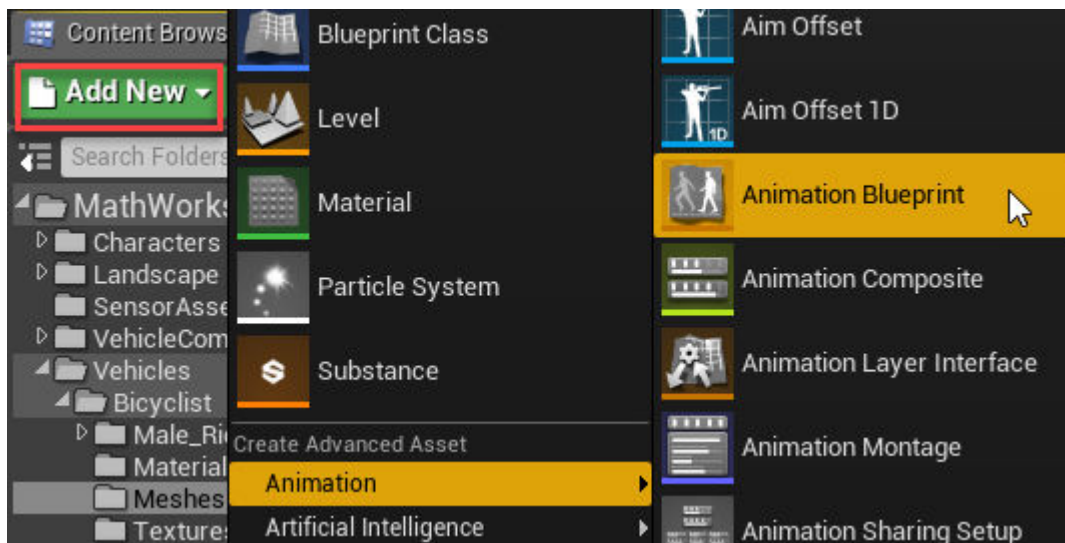 Content Brows
Add New
Search Folders
MathWorks
Characters
Landscape
SensorAsse
VehicleCom
Vehicles
Bicyclist
Male_Ri
Material
Meshes
Textures
Blueprint Class
Level
Material
Particle System
Substance
Create Advanced Asset
Animation
Artificial Intelligence
Aim Offset
1D
Aim Offset 1D
Animation Blueprint
Animation Composite
Animation Layer Interface
Animation Montage
Animation Sharing Setup